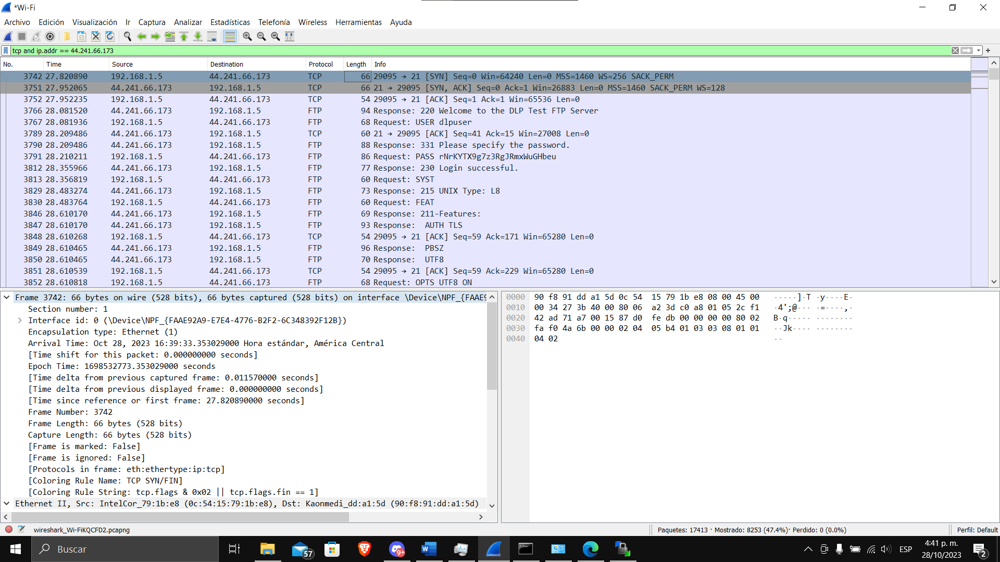 *Wi-Fi
Archivo Edición Visualización Ir Captura Analizar Estadísticas Telefonía Wireless Herramientas Ayuda
tcp and ip.addr == 44.241.66.173
No. Time Source Destination Protocol Length Info
3742 27.820890 192.168.1.5 44.241.66.173 TCP 66 29095 → 21 [SYN] Seq=0 Win=64240 Len=0 MSS=1460 WS=256 SACK_PERM
3751 27.952065 44.241.66.173 192.168.1.5 TCP 66 21 → 29095 [SYN, ACK] Seq=0 Ack=1 Win=26883 Len=0 MSS=1460 SACK_PERM WS=128
3752 27.952235 192.168.1.5 44.241.66.173 TCP 54 29095 → 21 [ACK] Seq=1 Ack=1 Win=65536 Len=0
3766 28.081520 44.241.66.173 192.168.1.5 FTP 94 Response: 220 Welcome to the DLP Test FTP Server
3767 28.081936 192.168.1.5 44.241.66.173 FTP 68 Request: USER dlpuser
3789 28.209486 44.241.66.173 192.168.1.5 TCP 60 21 → 29095 [ACK] Seq=41 Ack=15 Win=27008 Len=0
3790 28.209486 44.241.66.173 192.168.1.5 FTP 88 Response: 331 Please specify the password.
3791 28.210211 192.168.1.5 44.241.66.173 FTP 86 Request: PASS rNrKYTX9g7z3RgJRmxWuGHbeu
3812 28.355966 44.241.66.173 192.168.1.5 FTP 77 Response: 230 Login successful.
3813 28.356819 192.168.1.5 44.241.66.173 FTP 60 Request: SYST
3829 28.483274 44.241.66.173 192.168.1.5 FTP 73 Response: 215 UNIX Type: L8
3830 28.483764 192.168.1.5 44.241.66.173 FTP 60 Request: FEAT
3846 28.610170 44.241.66.173 192.168.1.5 FTP 69 Response: 211-Features:
3847 28.610170 44.241.66.173 192.168.1.5 FTP 93 Response: AUTH TLS
3848 28.610268 192.168.1.5 44.241.66.173 TCP 54 29095 → 21 [ACK] Seq=59 Ack=171 Win=65280 Len=0
3849 28.610465 44.241.66.173 192.168.1.5 FTP 96 Response: PBSZ
3850 28.610465 44.241.66.173 192.168.1.5 FTP 70 Response: UTF8
3851 28.610539 192.168.1.5 44.241.66.173 TCP 54 29095 → 21 [ACK] Seq=59 Ack=229 Win=65280 Len=0
3852 28.610818 192.168.1.5 44.241.66.173 FTP 68 Request: OPTS UTF8 ON
Frame 3742: 66 bytes on wire (528 bits), 66 bytes captured (528 bits) on interface \Device\NPF_{FAAE9
Section number: 1
Interface id: 0 (\Device\NPF_{FAAE92A9-E7E4-4776-B2F2-6C348392F12B})
Encapsulation type: Ethernet (1)
Arrival Time: Oct 28, 2023 16:39:33.353029000 Hora estándar, América Central
[Time shift for this packet: 0.000000000 seconds]
Epoch Time: 1698532773.353029000 seconds
[Time delta from previous captured frame: 0.011570000 seconds]
[Time delta from previous displayed frame: 0.000000000 seconds]
[Time since reference or first frame: 27.820890000 seconds]
Frame Number: 3742
Frame Length: 66 bytes (528 bits)
Capture Length: 66 bytes (528 bits)
[Frame is marked: False]
[Frame is ignored: False]
[Protocols in frame: eth:ethertype:ip:tcp]
[Coloring Rule Name: TCP SYN/FIN]
[Coloring Rule String: tcp.flags & 0x02 || tcp.flags.fin == 1]
Ethernet II, Src: IntelCor_79:1b:e8 (0c:54:15:79:1b:e8), Dst: Kaonmedi_dd:a1:5d (90:f8:91:dd:a1:5d)
0000 90 f8 91 dd a1 5d 0c 54 15 79 1b e8 08 00 45 00 ·····]·T ·y····E·
0010 00 34 27 3b 40 00 80 06 a2 3d c0 a8 01 05 2c f1 ·4';@··· ·=····,·
0020 42 ad 71 a7 00 15 87 d0 fe db 00 00 00 00 80 02 B·q····· ········
0030 fa f0 4a 6b 00 00 02 04 05 b4 01 03 03 08 01 01 ··Jk···· ········
0040 04 02 ··
wireshark_Wi-FiKQCFD2.pcapng
Paquetes: 17413 · Mostrado: 8253 (47.4%)· Perdido: 0 (0.0%)
Perfil: Default
Buscar
57
9+
ESP
4:41 p. m.
28/10/2023
2